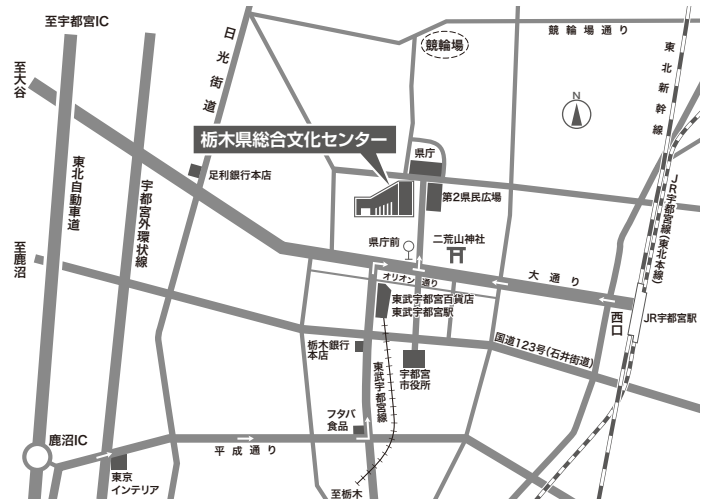 至宇都宮IC
日光街道
競輪場
競輪場通り
東北新幹線
至大谷
N
栃木県総合文化センター
県庁
足利銀行本店
東北自動車道
宇都宮外環状線
第2県民広場
JR宇都宮線(東北本線)
至鹿沼
県庁前
二荒山神社
オリオン通り
大通り
東武宇都宮百貨店
東武宇都宮駅
西口
JR宇都宮駅
栃木銀行
本店
国道123号(石井街道)
宇都宮
市役所
東武宇都宮線
フタバ
食品
鹿沼IC
平成通り
東京
インテリア
至栃木